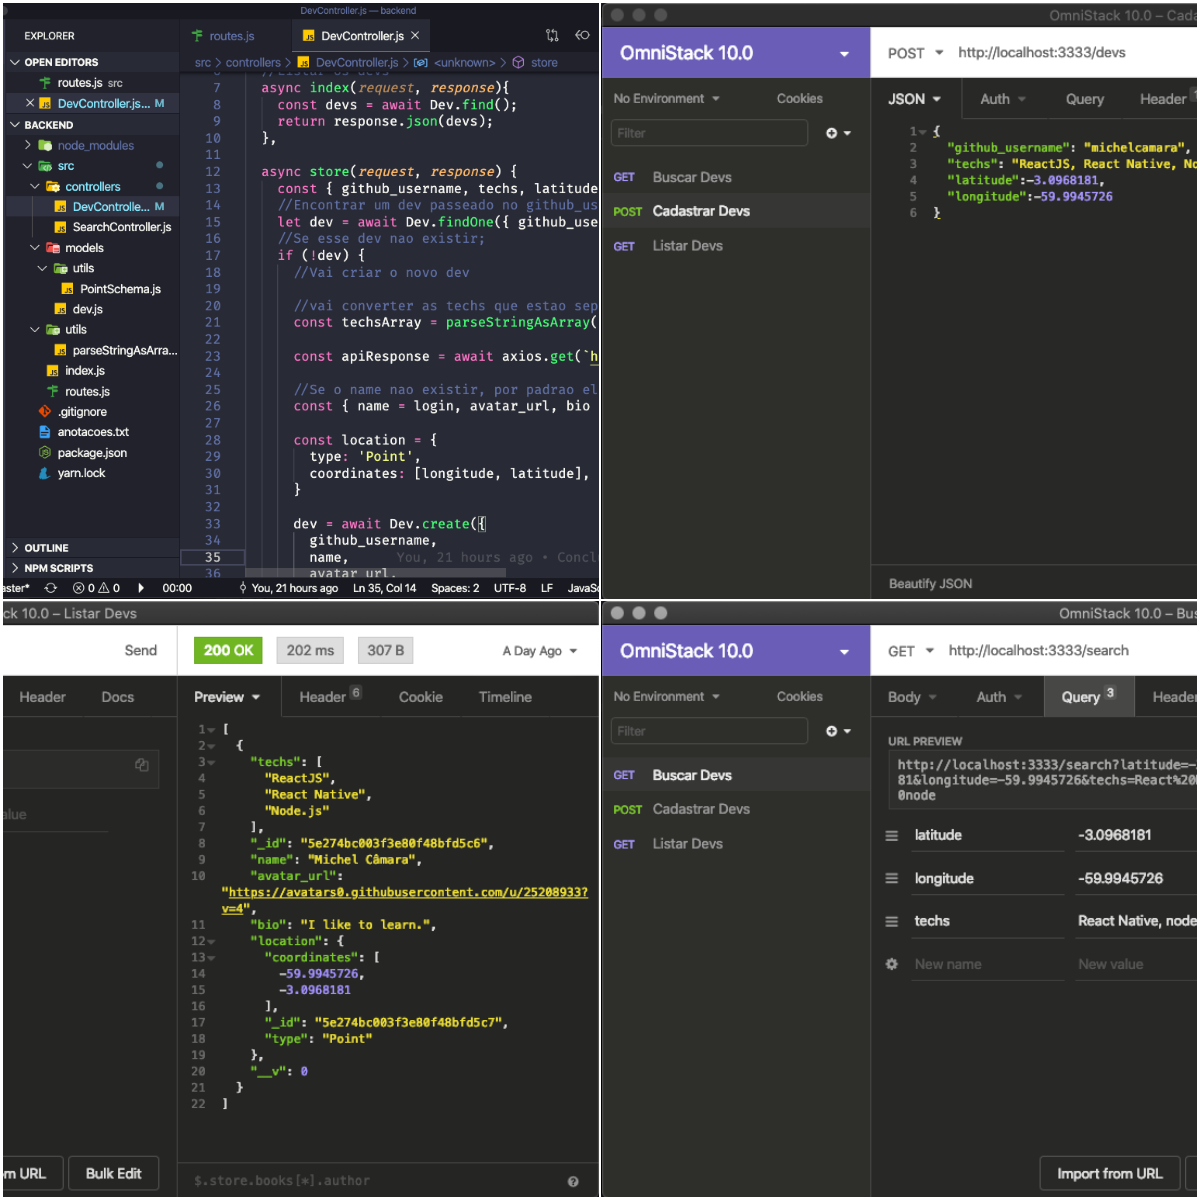 DevController.js — backend
EXPLORER
OPEN EDITORS
routes.js src
DevController.js... M
BACKEND
node_modules
src
controllers
DevControlle... M
SearchController.js
models
utils
PointSchema.js
dev.js
utils
parseStringAsArra...
index.js
routes.js
.gitignore
anotacoes.txt
package.json
yarn.lock
OUTLINE
NPM SCRIPTS
routes.js
DevController.js
src > controllers > DevController.js > <unknown> > store
6 //Listar os devs
7 async index(request, response){
8 const devs = await Dev.find();
9 return response.json(devs);
10 },
11
12 async store(request, response) {
13 const { github_username, techs, latitude
14 //Encontrar um dev passeado no github_us
15 let dev = await Dev.findOne({ github_use
16 //Se esse dev nao existir;
17 if (!dev) {
18 //Vai criar o novo dev
19
20 //vai converter as techs que estao sep
21 const techsArray = parseStringAsArray(
22
23 const apiResponse = await axios.get(`h
24
25 //Se o name nao existir, por padrao el
26 const { name = login, avatar_url, bio
27
28 const location = {
29 type: 'Point',
30 coordinates: [longitude, latitude],
31 }
32
33 dev = await Dev.create({
34 github_username,
35 name, You, 21 hours ago • Concl
36 avatar_url,
aster* 0 0 00:00 You, 21 hours ago Ln 35, Col 14 Spaces: 2 UTF-8 LF JavaSc
OmniStack 10.0 – Cada
OmniStack 10.0
POST http://localhost:3333/devs
No Environment Cookies
JSON Auth Query Header 1
Filter
GET Buscar Devs
POST Cadastrar Devs
GET Listar Devs
1 {
2 "github_username": "michelcamara",
3 "techs": "ReactJS, React Native, No
4 "latitude":-3.0968181,
5 "longitude":-59.9945726
6 }
Beautify JSON
ck 10.0 – Listar Devs
Send 200 OK 202 ms 307 B A Day Ago
Header Docs Preview Header 6 Cookie Timeline
alue
1 [
2 {
3 "techs": [
4 "ReactJS",
5 "React Native",
6 "Node.js"
7 ],
8 "_id": "5e274bc003f3e80f48bfd5c6",
9 "name": "Michel Câmara",
10 "avatar_url":
"https://avatars0.githubusercontent.com/u/25208933?
v=4",
11 "bio": "I like to learn.",
12 "location": {
13 "coordinates": [
14 -59.9945726,
15 -3.0968181
16 ],
17 "_id": "5e274bc003f3e80f48bfd5c7",
18 "type": "Point"
19 },
20 "__v": 0
21 }
22 ]
om URL Bulk Edit $.store.books[*].author
OmniStack 10.0 – Bus
OmniStack 10.0
GET http://localhost:3333/search
No Environment Cookies
Body Auth Query 3 Header
Filter
GET Buscar Devs
POST Cadastrar Devs
GET Listar Devs
URL PREVIEW
http://localhost:3333/search?latitude=-
81&longitude=-59.9945726&techs=React%20
0node
latitude -3.0968181
longitude -59.9945726
techs React Native, node
New name New value
Import from URL